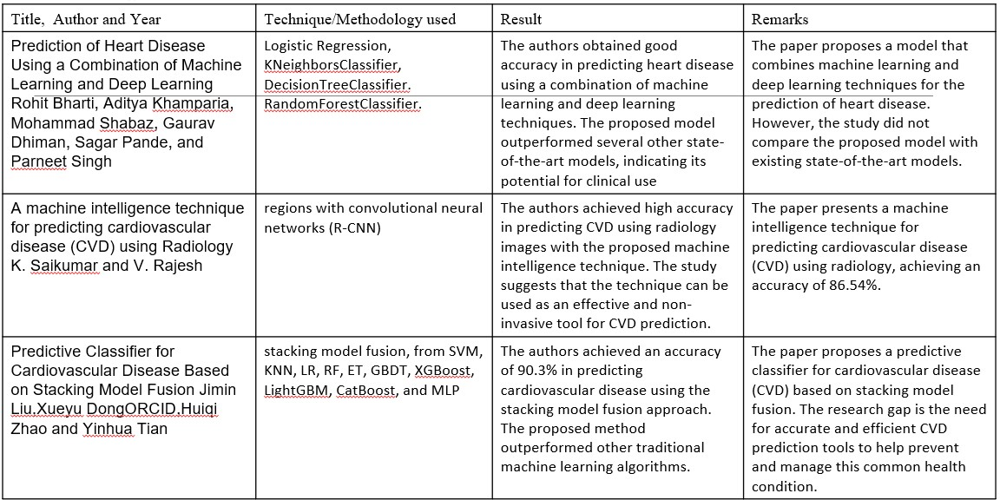 Title, Author and Year
Technique/Methodology used
Result
Remarks
Prediction of Heart Disease
Using a Combination of Machine
Learning and Deep Learning
Rohit Bharti, Aditya Khamparia,
Mohammad Shabaz, Gaurav
Dhiman, Sagar Pande, and
Parneet Singh
Logistic Regression,
KNeighborsClassifier,
DecisionTreeClassifier.
RandomForestClassifier.
The authors obtained good
accuracy in predicting heart disease
using a combination of machine
learning and deep learning
techniques. The proposed model
outperformed several other state-
of-the-art models, indicating its
potential for clinical use
The paper proposes a model that
combines machine learning and
deep learning techniques for the
prediction of heart disease.
However, the study did not
compare the proposed model with
existing state-of-the-art models.
A machine intelligence technique
for predicting cardiovascular
disease (CVD) using Radiology
K. Saikumar and V. Rajesh
regions with convolutional neural
networks (R-CNN)
The authors achieved high accuracy
in predicting CVD using radiology
images with the proposed machine
intelligence technique. The study
suggests that the technique can be
used as an effective and non-
invasive tool for CVD prediction.
The paper presents a machine
intelligence technique for
predicting cardiovascular disease
(CVD) using radiology, achieving an
accuracy of 86.54%.
Predictive Classifier for
Cardiovascular Disease Based
on Stacking Model Fusion Jimin
Liu,Xueyu DongORCID,Huiqi
Zhao and Yinhua Tian
stacking model fusion, from SVM,
KNN, LR, RF, ET, GBDT, XGBoost,
LightGBM, CatBoost, and MLP
The authors achieved an accuracy
of 90.3% in predicting
cardiovascular disease using the
stacking model fusion approach.
The proposed method
outperformed other traditional
machine learning algorithms.
The paper proposes a predictive
classifier for cardiovascular disease
(CVD) based on stacking model
fusion. The research gap is the need
for accurate and efficient CVD
prediction tools to help prevent
and manage this common health
condition.